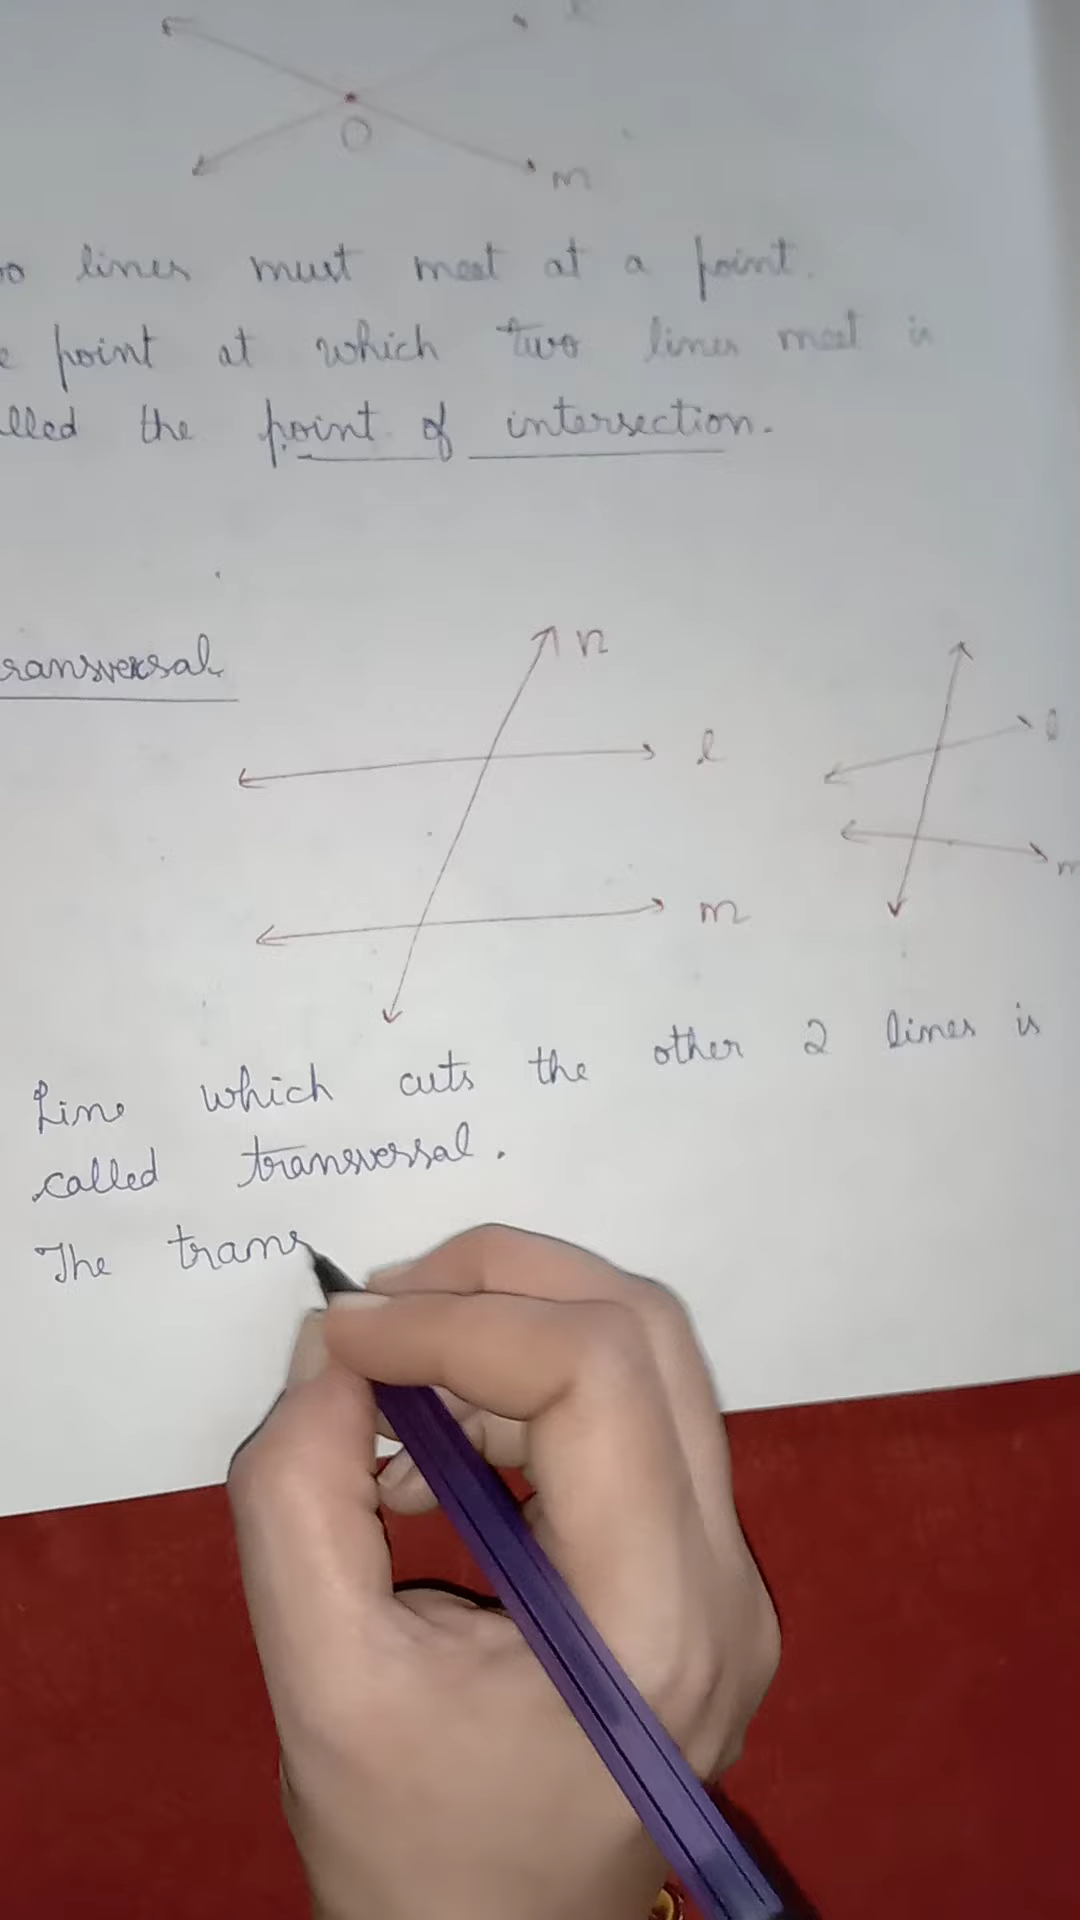 O
m
lines must meet at a point.
point at which two lines meet is
lled the point of intersection.
ransversal
n
l
l
m
m
Line which cuts the other 2 lines is
called transversal.
The trans